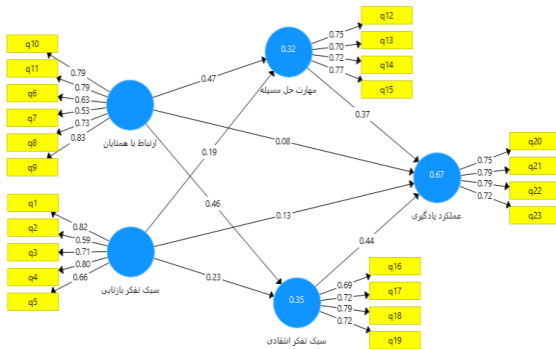 q10
q11
q6
q7
q8
q9
0.79
0.79
0.63
0.53
0.73
0.83
ارتباط با همتایان
q1
q2
q3
q4
q5
0.82
0.59
0.71
0.80
0.66
سبک تفکر بازتابی
0.47
0.19
0.08
0.46
0.13
0.23
0.32
مهارت حل مسیله
q12
q13
q14
q15
0.75
0.70
0.72
0.77
0.37
0.44
0.35
سبک تفکر انتقادی
q16
q17
q18
q19
0.69
0.72
0.79
0.72
0.67
عملکرد یادگیری
q20
q21
q22
q23
0.75
0.79
0.79
0.72